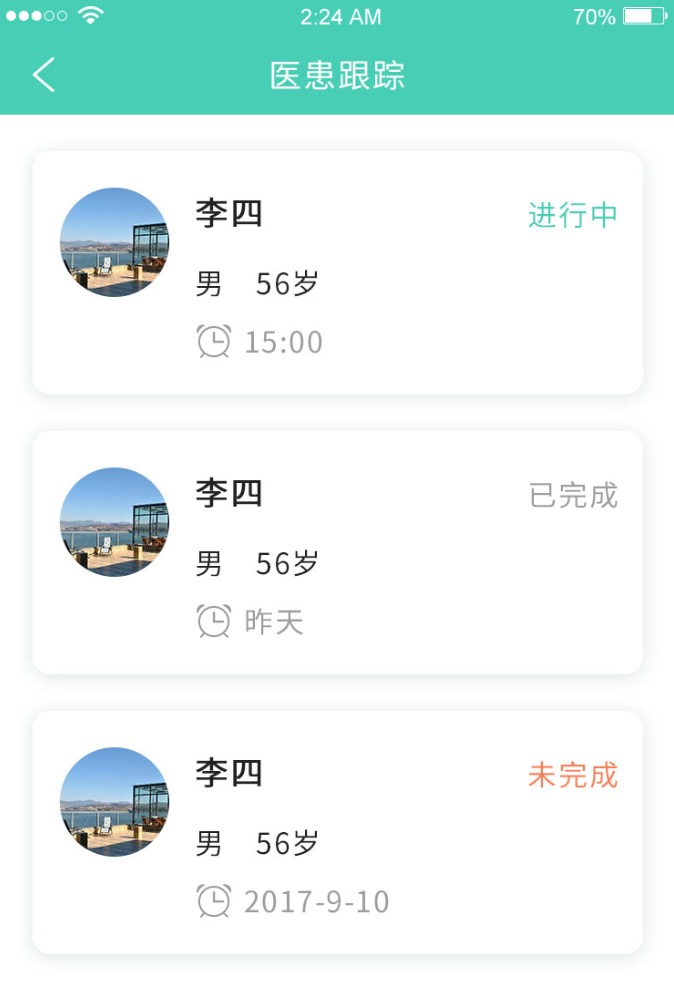 2:24 AM 70%
医患跟踪
李四 进行中
男 56岁
15:00
李四 已完成
男 56岁
昨天
李四 未完成
男 56岁
2017-9-10